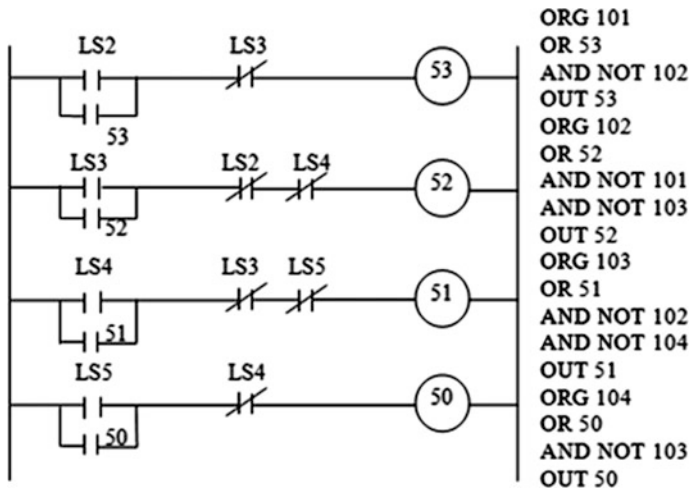 LS2 LS3
53
53
LS3 LS2 LS4
52
52
LS4 LS3 LS5
51
51
LS5 LS4
50
50
ORG 101
OR 53
AND NOT 102
OUT 53
ORG 102
OR 52
AND NOT 101
AND NOT 103
OUT 52
ORG 103
OR 51
AND NOT 102
AND NOT 104
OUT 51
ORG 104
OR 50
AND NOT 103
OUT 50